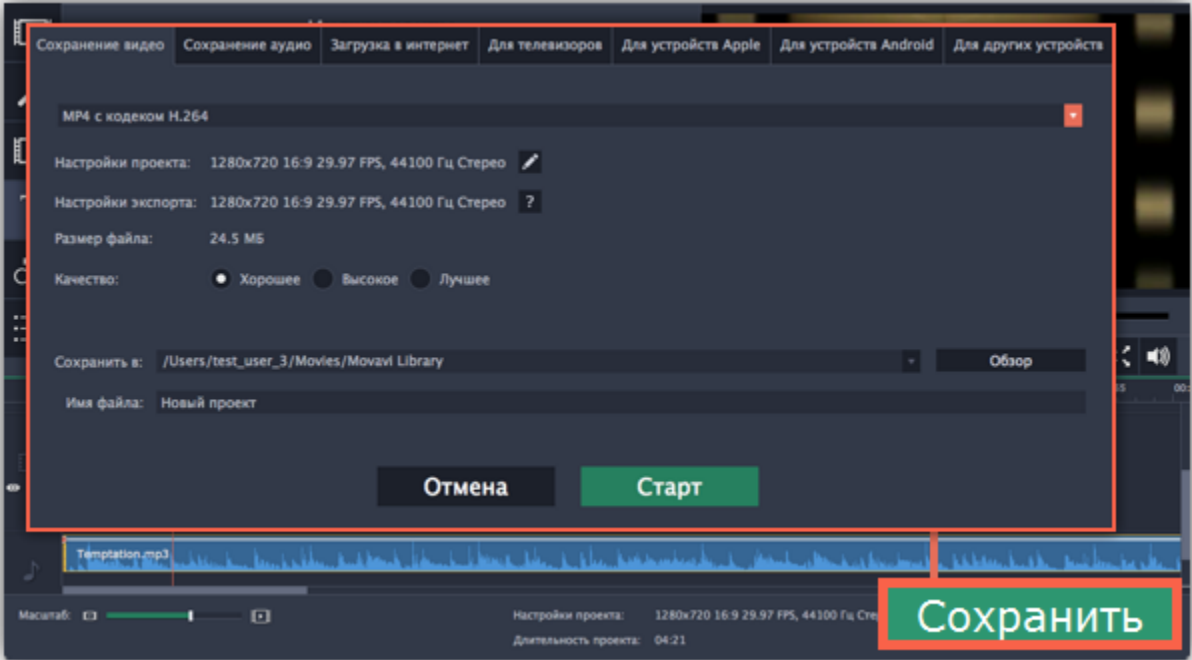 Сохранение видео Сохранение аудио Загрузка в интернет Для телевизоров Для устройств Apple Для устройств Android Для других устройств
MP4 с кодеком H.264
Настройки проекта: 1280x720 16:9 29.97 FPS, 44100 Гц Стерео
Настройки экспорта: 1280x720 16:9 29.97 FPS, 44100 Гц Стерео ?
Размер файла: 24.5 МБ
Качество: Хорошее Высокое Лучшее
Сохранить в: /Users/test_user_3/Movies/Movavi Library Обзор
Имя файла: Новый проект
Отмена Старт
Temptation.mp3
Масштаб: Настройки проекта: 1280x720 16:9 29.97 FPS, 44100 Гц
Длительность проекта: 04:21
Сохранить